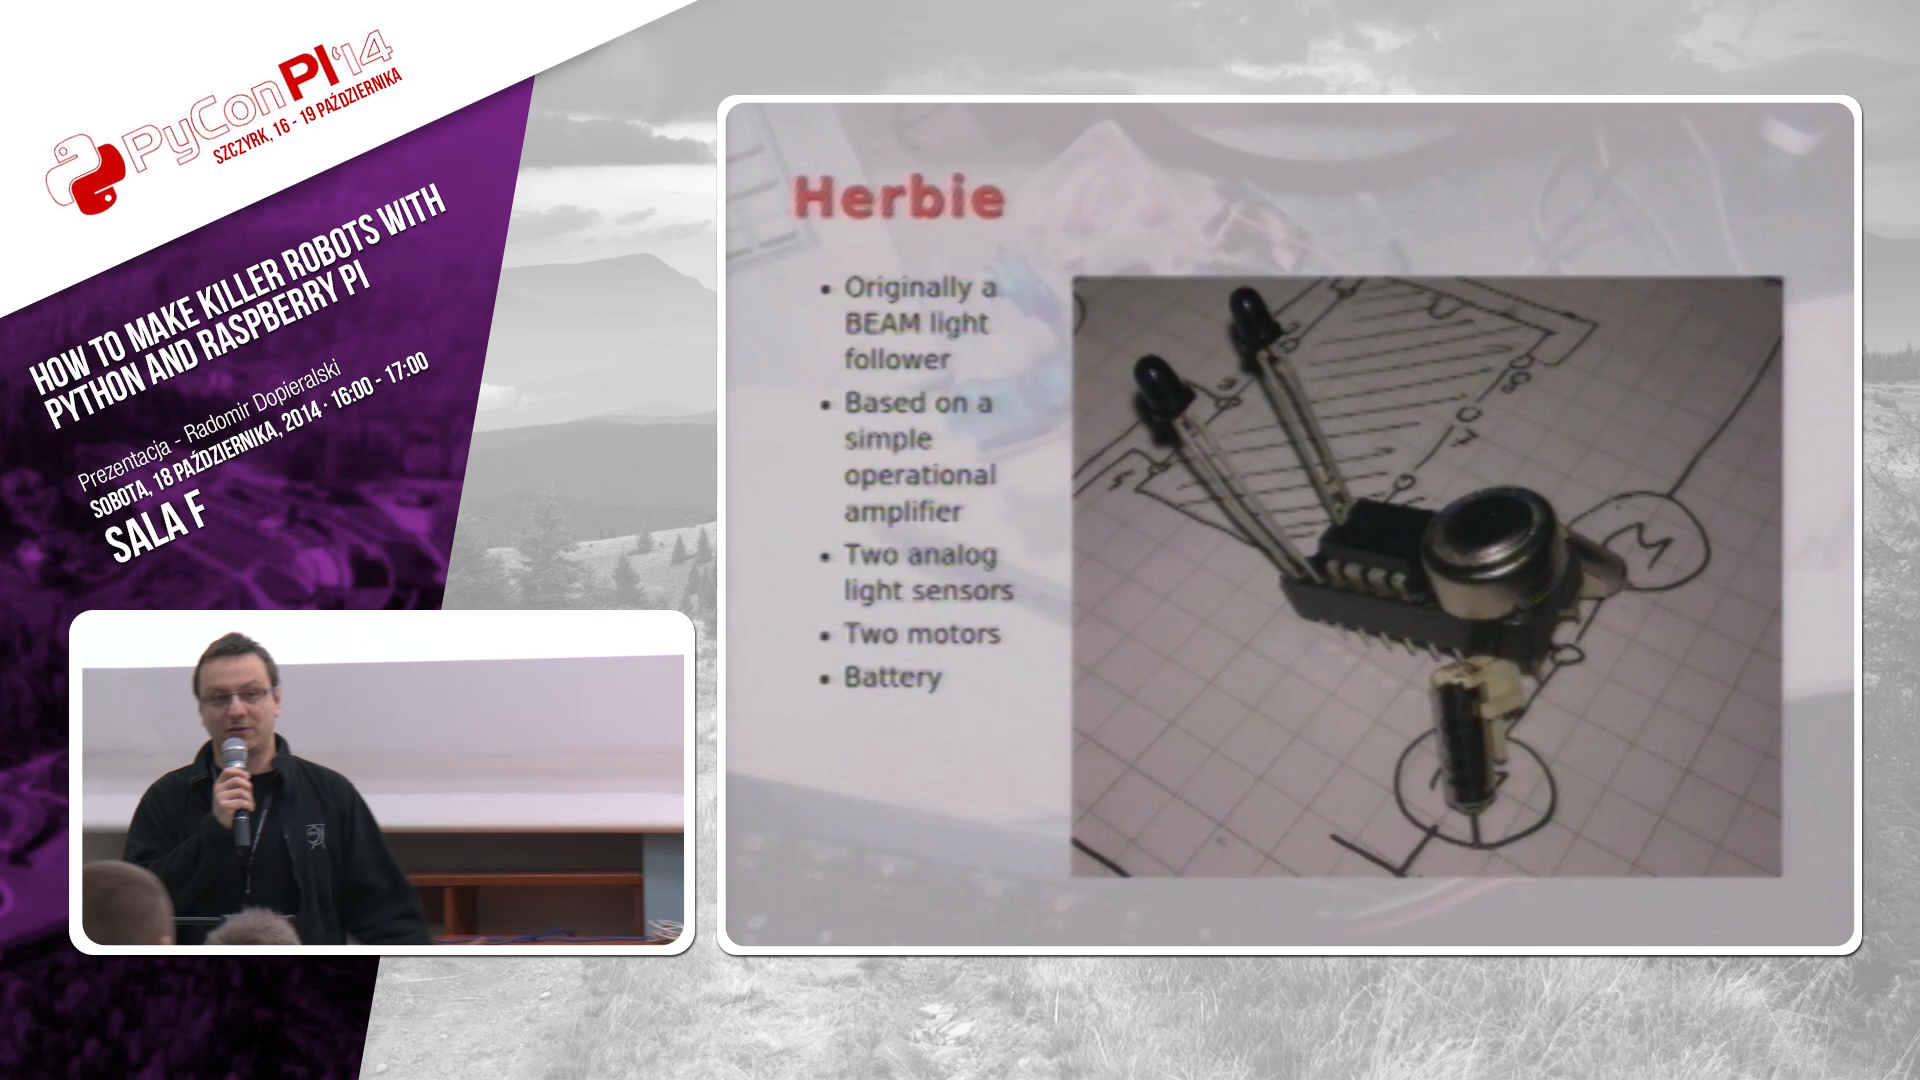 PyConPl'14
SZCZYRK, 16 - 19 PAŹDZIERNIKA
HOW TO MAKE KILLER ROBOTS WITH
PYTHON AND RASPBERRY PI
Prezentacja - Radomir Dopieralski
SOBOTA, 18 PAŹDZIERNIKA, 2014 · 16:00 - 17:00
SALA F
Herbie
• Originally a
BEAM light
follower
• Based on a
simple
operational
amplifier
• Two analog
light sensors
• Two motors
• Battery
7
M